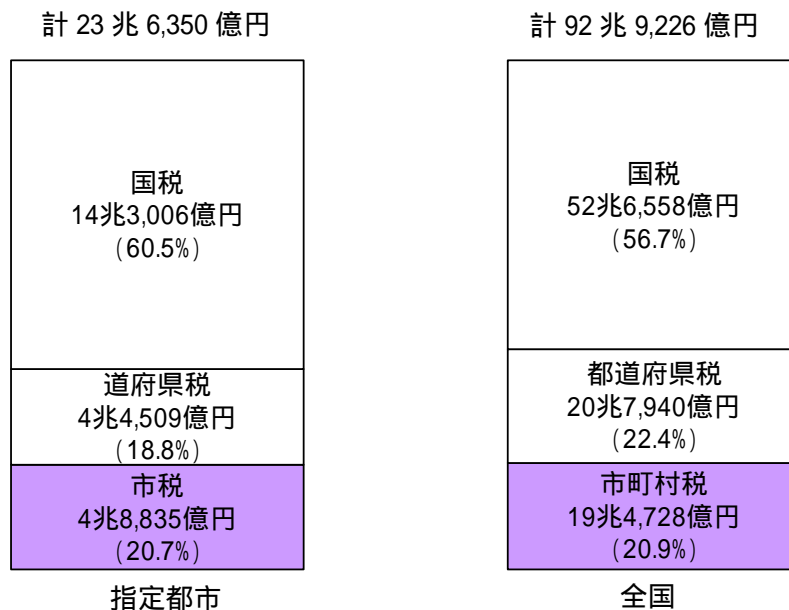 計 23 兆 6,350 億円
国税
14兆3,006億円
(60.5%)
道府県税
4兆4,509億円
(18.8%)
市税
4兆8,835億円
(20.7%)
指定都市
計 92 兆 9,226 億円
国税
52兆6,558億円
(56.7%)
都道府県税
20兆7,940億円
(22.4%)
市町村税
19兆4,728億円
(20.9%)
全国